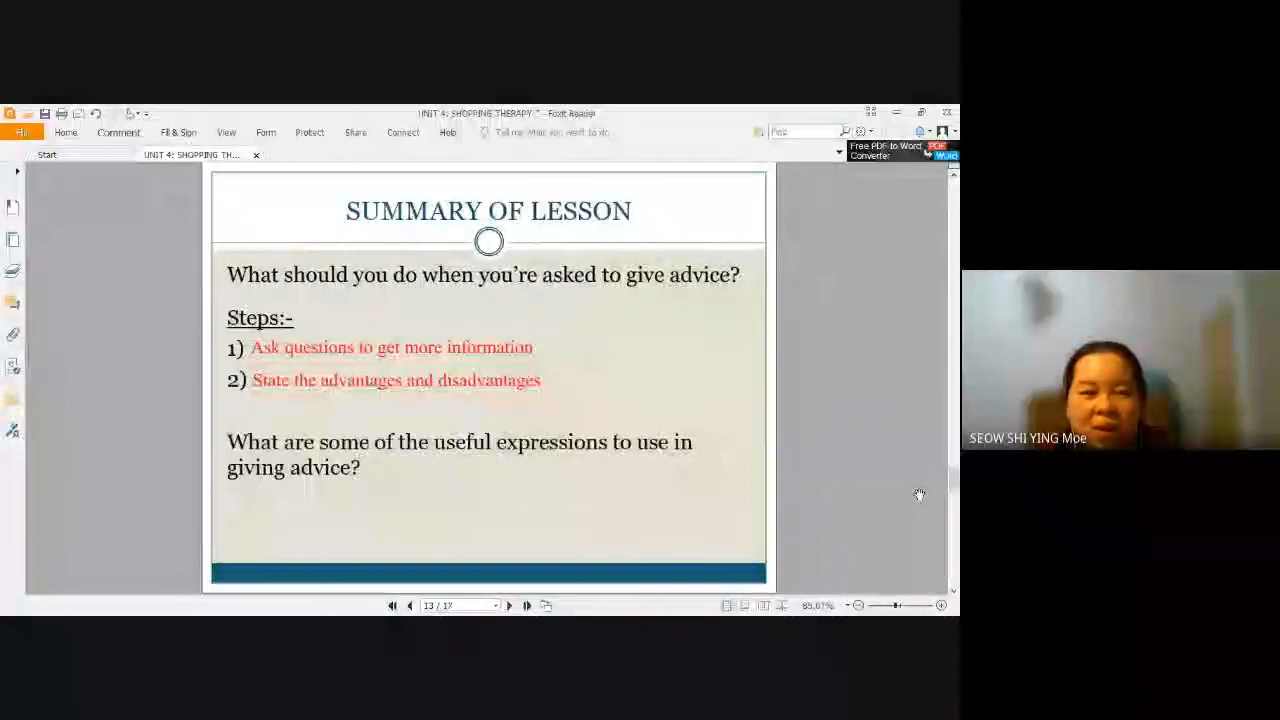 UNIT 4: SHOPPING THERAPY * - Foxit Reader
File
Home
Comment
Fill & Sign
View
Form
Protect
Share
Connect
Help
Tell me what you want to do..
Find
Start
UNIT 4: SHOPPING TH...
Free PDF to Word
Converter
PDF
Word
SUMMARY OF LESSON
What should you do when you're asked to give advice?
Steps:-
1) Ask questions to get more information
2) State the advantages and disadvantages
What are some of the useful expressions to use in
giving advice?
SEOW SHI YING Moe
13 / 17
85.07%